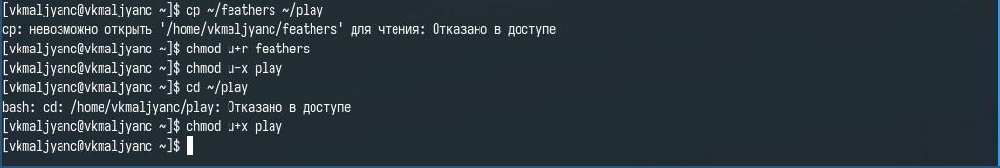 [vkmaljyanc@vkmaljyanc ~]$ cp ~/feathers ~/play
cp: невозможно открыть '/home/vkmaljyanc/feathers' для чтения: Отказано в доступе
[vkmaljyanc@vkmaljyanc ~]$ chmod u+r feathers
[vkmaljyanc@vkmaljyanc ~]$ chmod u-x play
[vkmaljyanc@vkmaljyanc ~]$ cd ~/play
bash: cd: /home/vkmaljyanc/play: Отказано в доступе
[vkmaljyanc@vkmaljyanc ~]$ chmod u+x play
[vkmaljyanc@vkmaljyanc ~]$